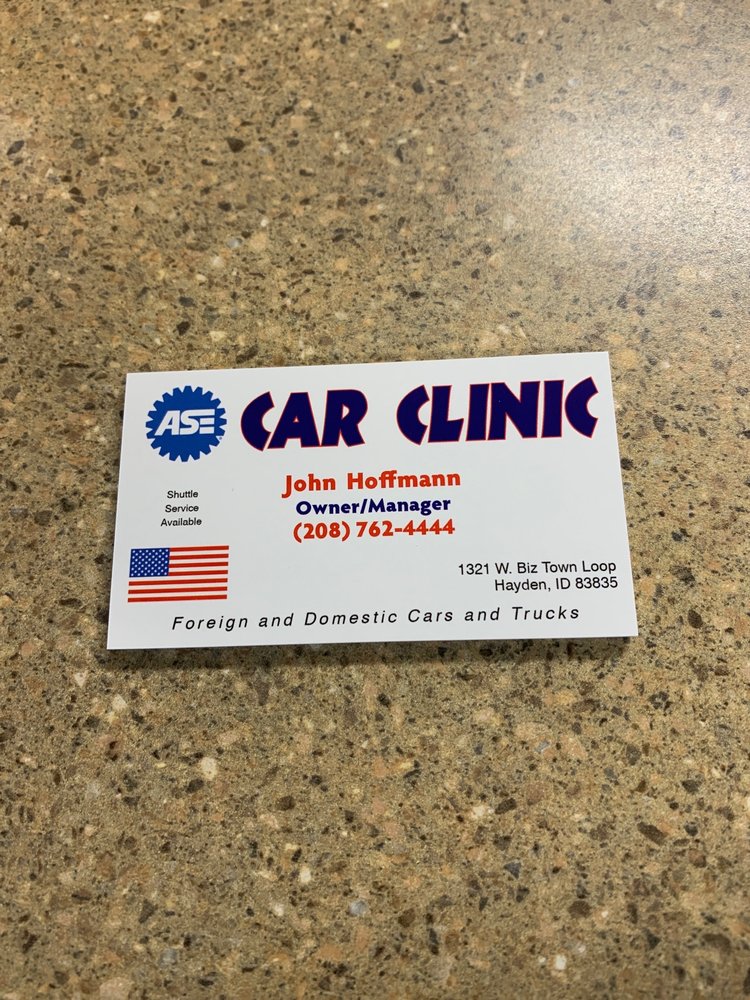 ASE CAR CLINIC
John Hoffmann
Owner/Manager
(208) 762-4444
Shuttle
Service
Available
1321 W. Biz Town Loop
Hayden, ID 83835
Foreign and Domestic Cars and Trucks